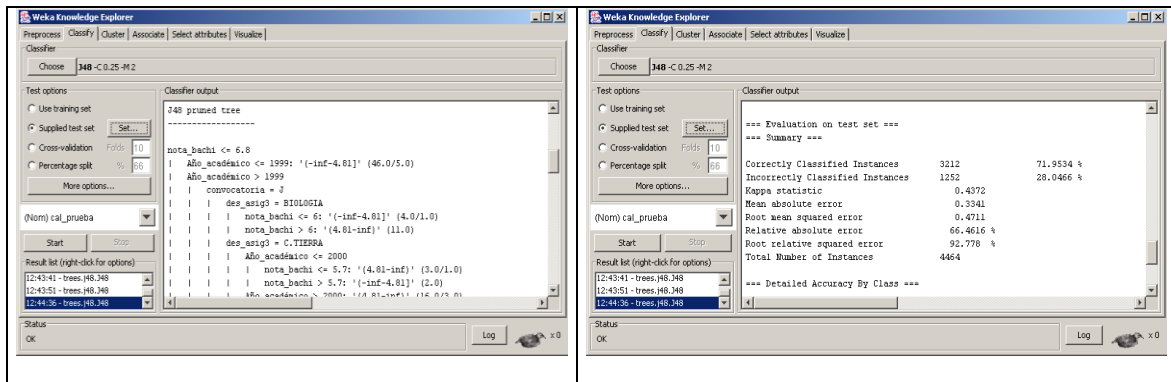 Weka Knowledge Explorer
Preprocess Classify Cluster Associate Select attributes Visualize
Classifier
Choose J48 -C 0.25 -M 2
Test options
Use training set
Supplied test set Set...
Cross-validation Folds 10
Percentage split % 66
More options...
(Nom) cal_prueba
Start Stop
Result list (right-click for options)
12:43:41 - trees.j48.J48
12:43:51 - trees.j48.J48
12:44:36 - trees.j48.J48
Classifier output
J48 pruned tree
------------------
nota_bachi <= 6.8
| Año_académico <= 1999: '(-inf-4.81]' (46.0/5.0)
| Año_académico > 1999
| | convocatoria = J
| | | des_asig3 = BIOLOGIA
| | | | nota_bachi <= 6: '(-inf-4.81]' (4.0/1.0)
| | | | nota_bachi > 6: '(4.81-inf)' (11.0)
| | | des_asig3 = C.TIERRA
| | | | Año_académico <= 2000
| | | | | nota_bachi <= 5.7: '(4.81-inf)' (3.0/1.0)
| | | | | nota_bachi > 5.7: '(-inf-4.81]' (2.0)
| | | | Año_académico > 2000: '(4.81-inf)' (16.0/3.0)
Status
OK
Log x 0
Weka Knowledge Explorer
Preprocess Classify Cluster Associate Select attributes Visualize
Classifier
Choose J48 -C 0.25 -M 2
Test options
Use training set
Supplied test set Set...
Cross-validation Folds 10
Percentage split % 66
More options...
(Nom) cal_prueba
Start Stop
Result list (right-click for options)
12:43:41 - trees.j48.J48
12:43:51 - trees.j48.J48
12:44:36 - trees.j48.J48
Classifier output
=== Evaluation on test set ===
=== Summary ===
Correctly Classified Instances 3212 71.9534 %
Incorrectly Classified Instances 1252 28.0466 %
Kappa statistic 0.4372
Mean absolute error 0.3341
Root mean squared error 0.4711
Relative absolute error 66.4616 %
Root relative squared error 92.778 %
Total Number of Instances 4464
=== Detailed Accuracy By Class ===
Status
OK
Log x 0